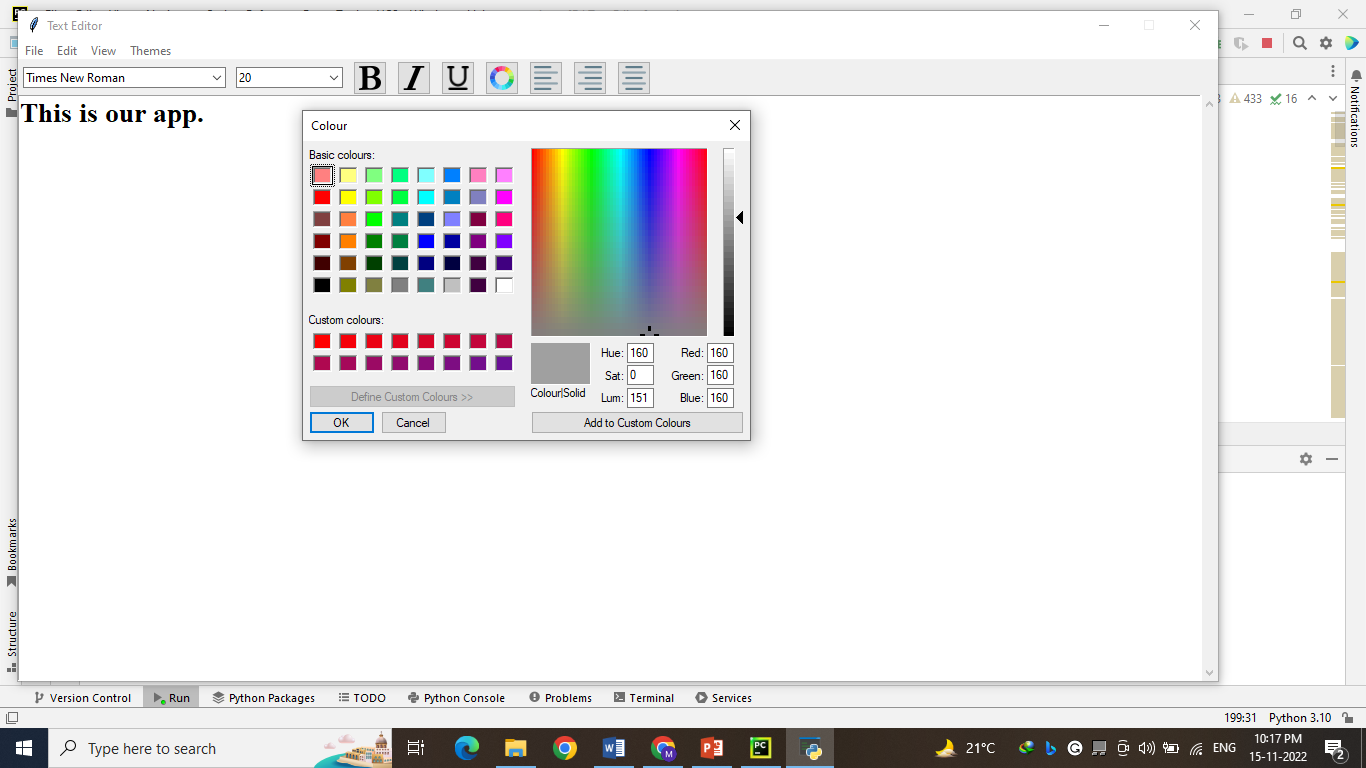 PC
Text Editor
File Edit View Themes
Times New Roman 20 B I U
This is our app.
Colour
Basic colours:
Custom colours:
Define Custom Colours >>
OK Cancel
Colour|Solid
Hue: 160 Red: 160
Sat: 0 Green: 160
Lum: 151 Blue: 160
Add to Custom Colours
Project
Bookmarks
Structure
433 16
Notifications
Version Control Run Python Packages TODO Python Console Problems Terminal Services
199:31 Python 3.10
Type here to search
W M P PC
21°C G ENG 10:17 PM
15-11-2022 2